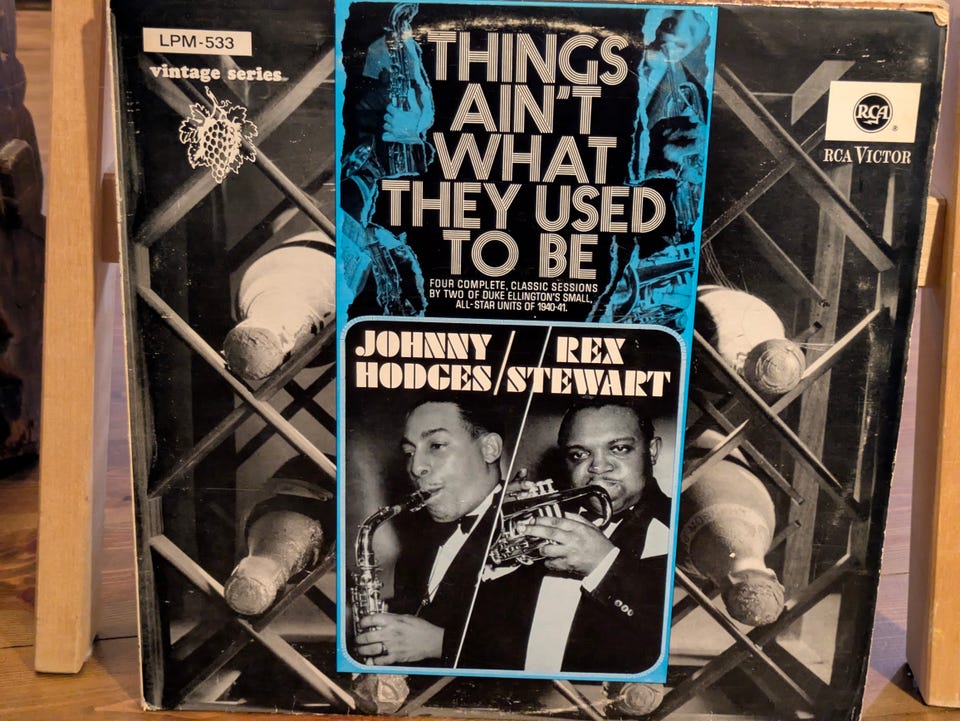 LPM-533
vintage series
RCA
®
RCA VICTOR
THINGS
AIN'T
WHAT
THEY USED
TO BE
FOUR COMPLETE, CLASSIC SESSIONS
BY TWO OF DUKE ELLINGTON'S SMALL,
ALL-STAR UNITS OF 1940-41.
JOHNNY / REX
HODGES/STEWART